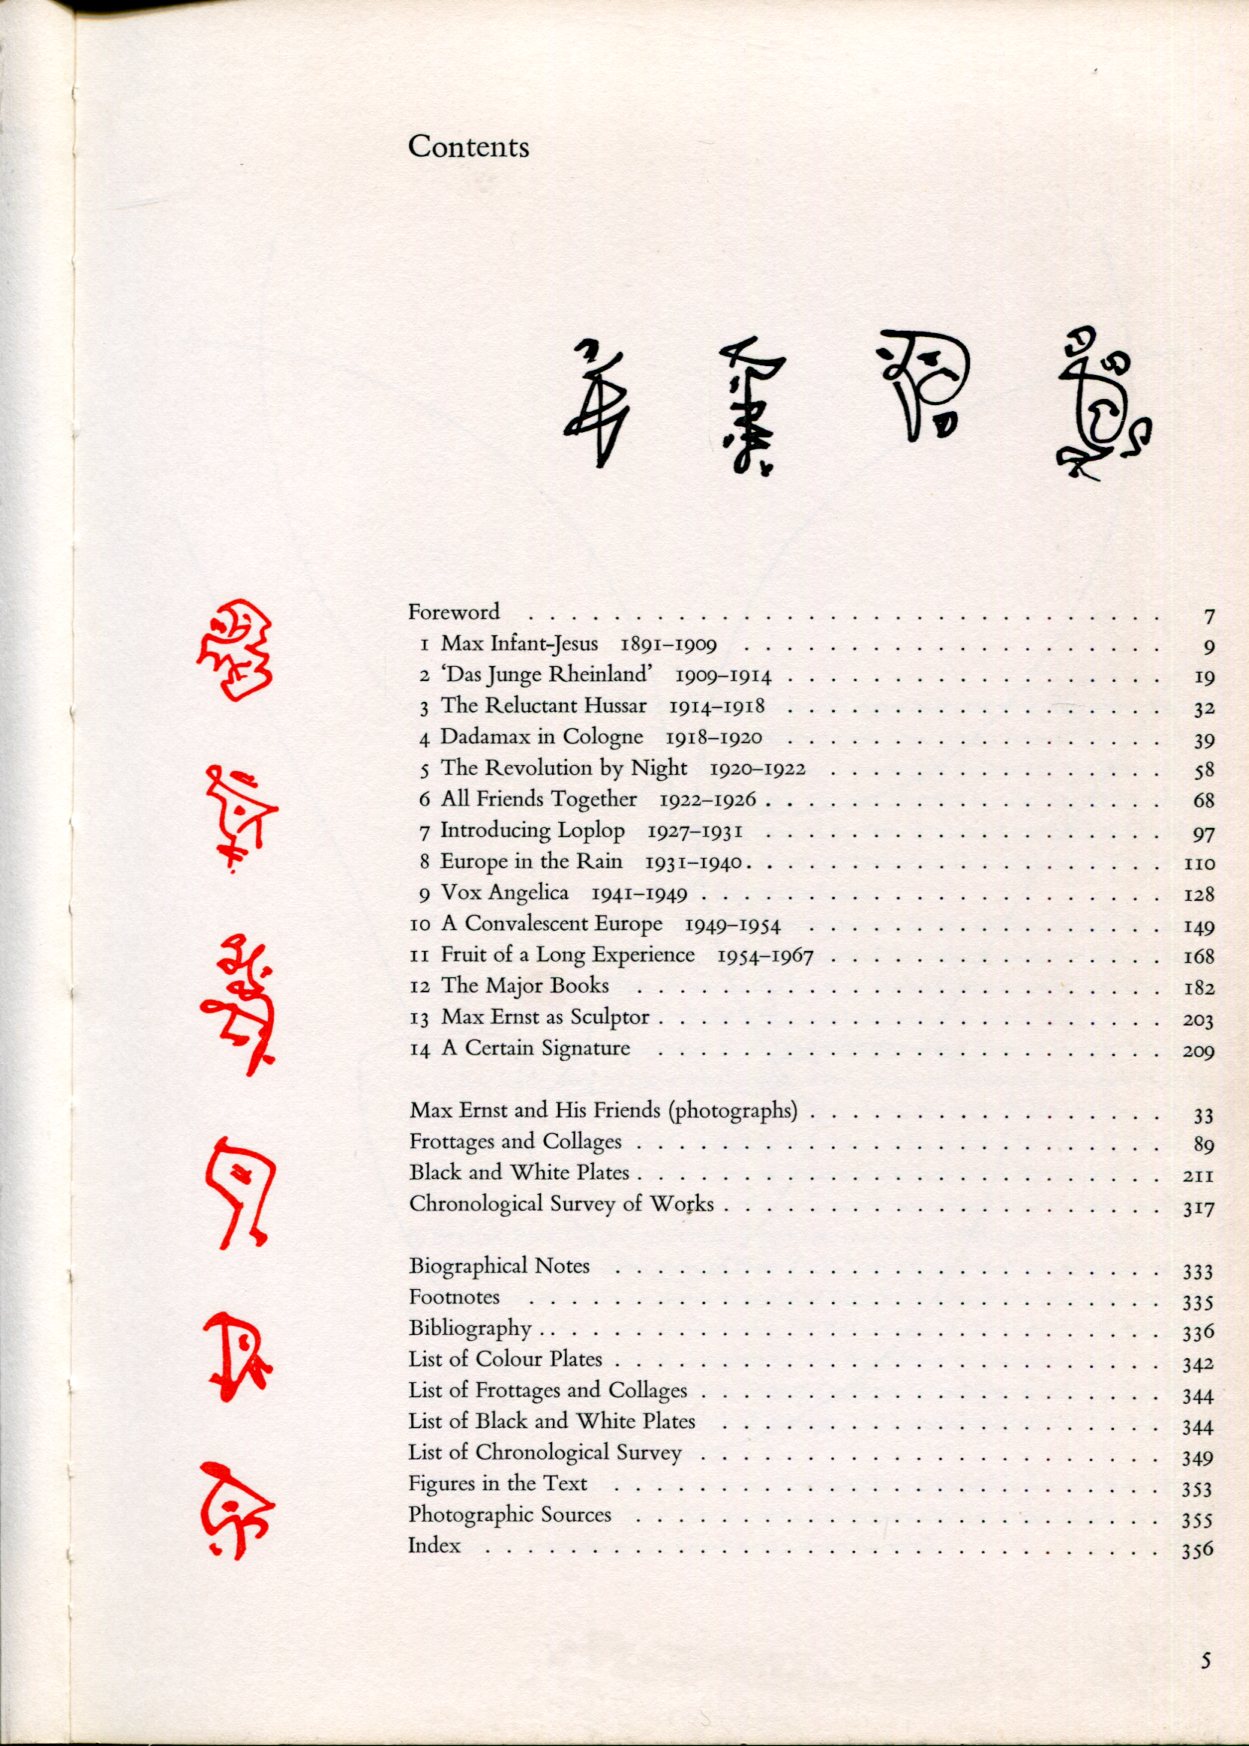 Contents
Foreword . . . . . . . . . . . . . . . . . . . . . . . . . . . . . . 7
1 Max Infant-Jesus 1891–1909 . . . . . . . . . . . . . . . . . . . . 9
2 ‘Das Junge Rheinland’ 1909–1914 . . . . . . . . . . . . . . . . . . 19
3 The Reluctant Hussar 1914–1918 . . . . . . . . . . . . . . . . . . 32
4 Dadamax in Cologne 1918–1920 . . . . . . . . . . . . . . . . . . 39
5 The Revolution by Night 1920–1922 . . . . . . . . . . . . . . . . 58
6 All Friends Together 1922–1926 . . . . . . . . . . . . . . . . . . . 68
7 Introducing Loplop 1927–1931 . . . . . . . . . . . . . . . . . . . 97
8 Europe in the Rain 1931–1940 . . . . . . . . . . . . . . . . . . . . 110
9 Vox Angelica 1941–1949 . . . . . . . . . . . . . . . . . . . . . . 128
10 A Convalescent Europe 1949–1954 . . . . . . . . . . . . . . . . . 149
11 Fruit of a Long Experience 1954–1967 . . . . . . . . . . . . . . . . 168
12 The Major Books . . . . . . . . . . . . . . . . . . . . . . . . . 182
13 Max Ernst as Sculptor . . . . . . . . . . . . . . . . . . . . . . . . 203
14 A Certain Signature . . . . . . . . . . . . . . . . . . . . . . . . 209
Max Ernst and His Friends (photographs) . . . . . . . . . . . . . . . . . 33
Frottages and Collages . . . . . . . . . . . . . . . . . . . . . . . . . 89
Black and White Plates . . . . . . . . . . . . . . . . . . . . . . . . . 211
Chronological Survey of Works . . . . . . . . . . . . . . . . . . . . . 317
Biographical Notes . . . . . . . . . . . . . . . . . . . . . . . . . . 333
Footnotes . . . . . . . . . . . . . . . . . . . . . . . . . . . . . . 335
Bibliography . . . . . . . . . . . . . . . . . . . . . . . . . . . . . . 336
List of Colour Plates . . . . . . . . . . . . . . . . . . . . . . . . . . 342
List of Frottages and Collages . . . . . . . . . . . . . . . . . . . . . . 344
List of Black and White Plates . . . . . . . . . . . . . . . . . . . . . 344
List of Chronological Survey . . . . . . . . . . . . . . . . . . . . . . 349
Figures in the Text . . . . . . . . . . . . . . . . . . . . . . . . . . 353
Photographic Sources . . . . . . . . . . . . . . . . . . . . . . . . . 355
Index . . . . . . . . . . . . . . . . . . . . . . . . . . . . . . . . 356
5